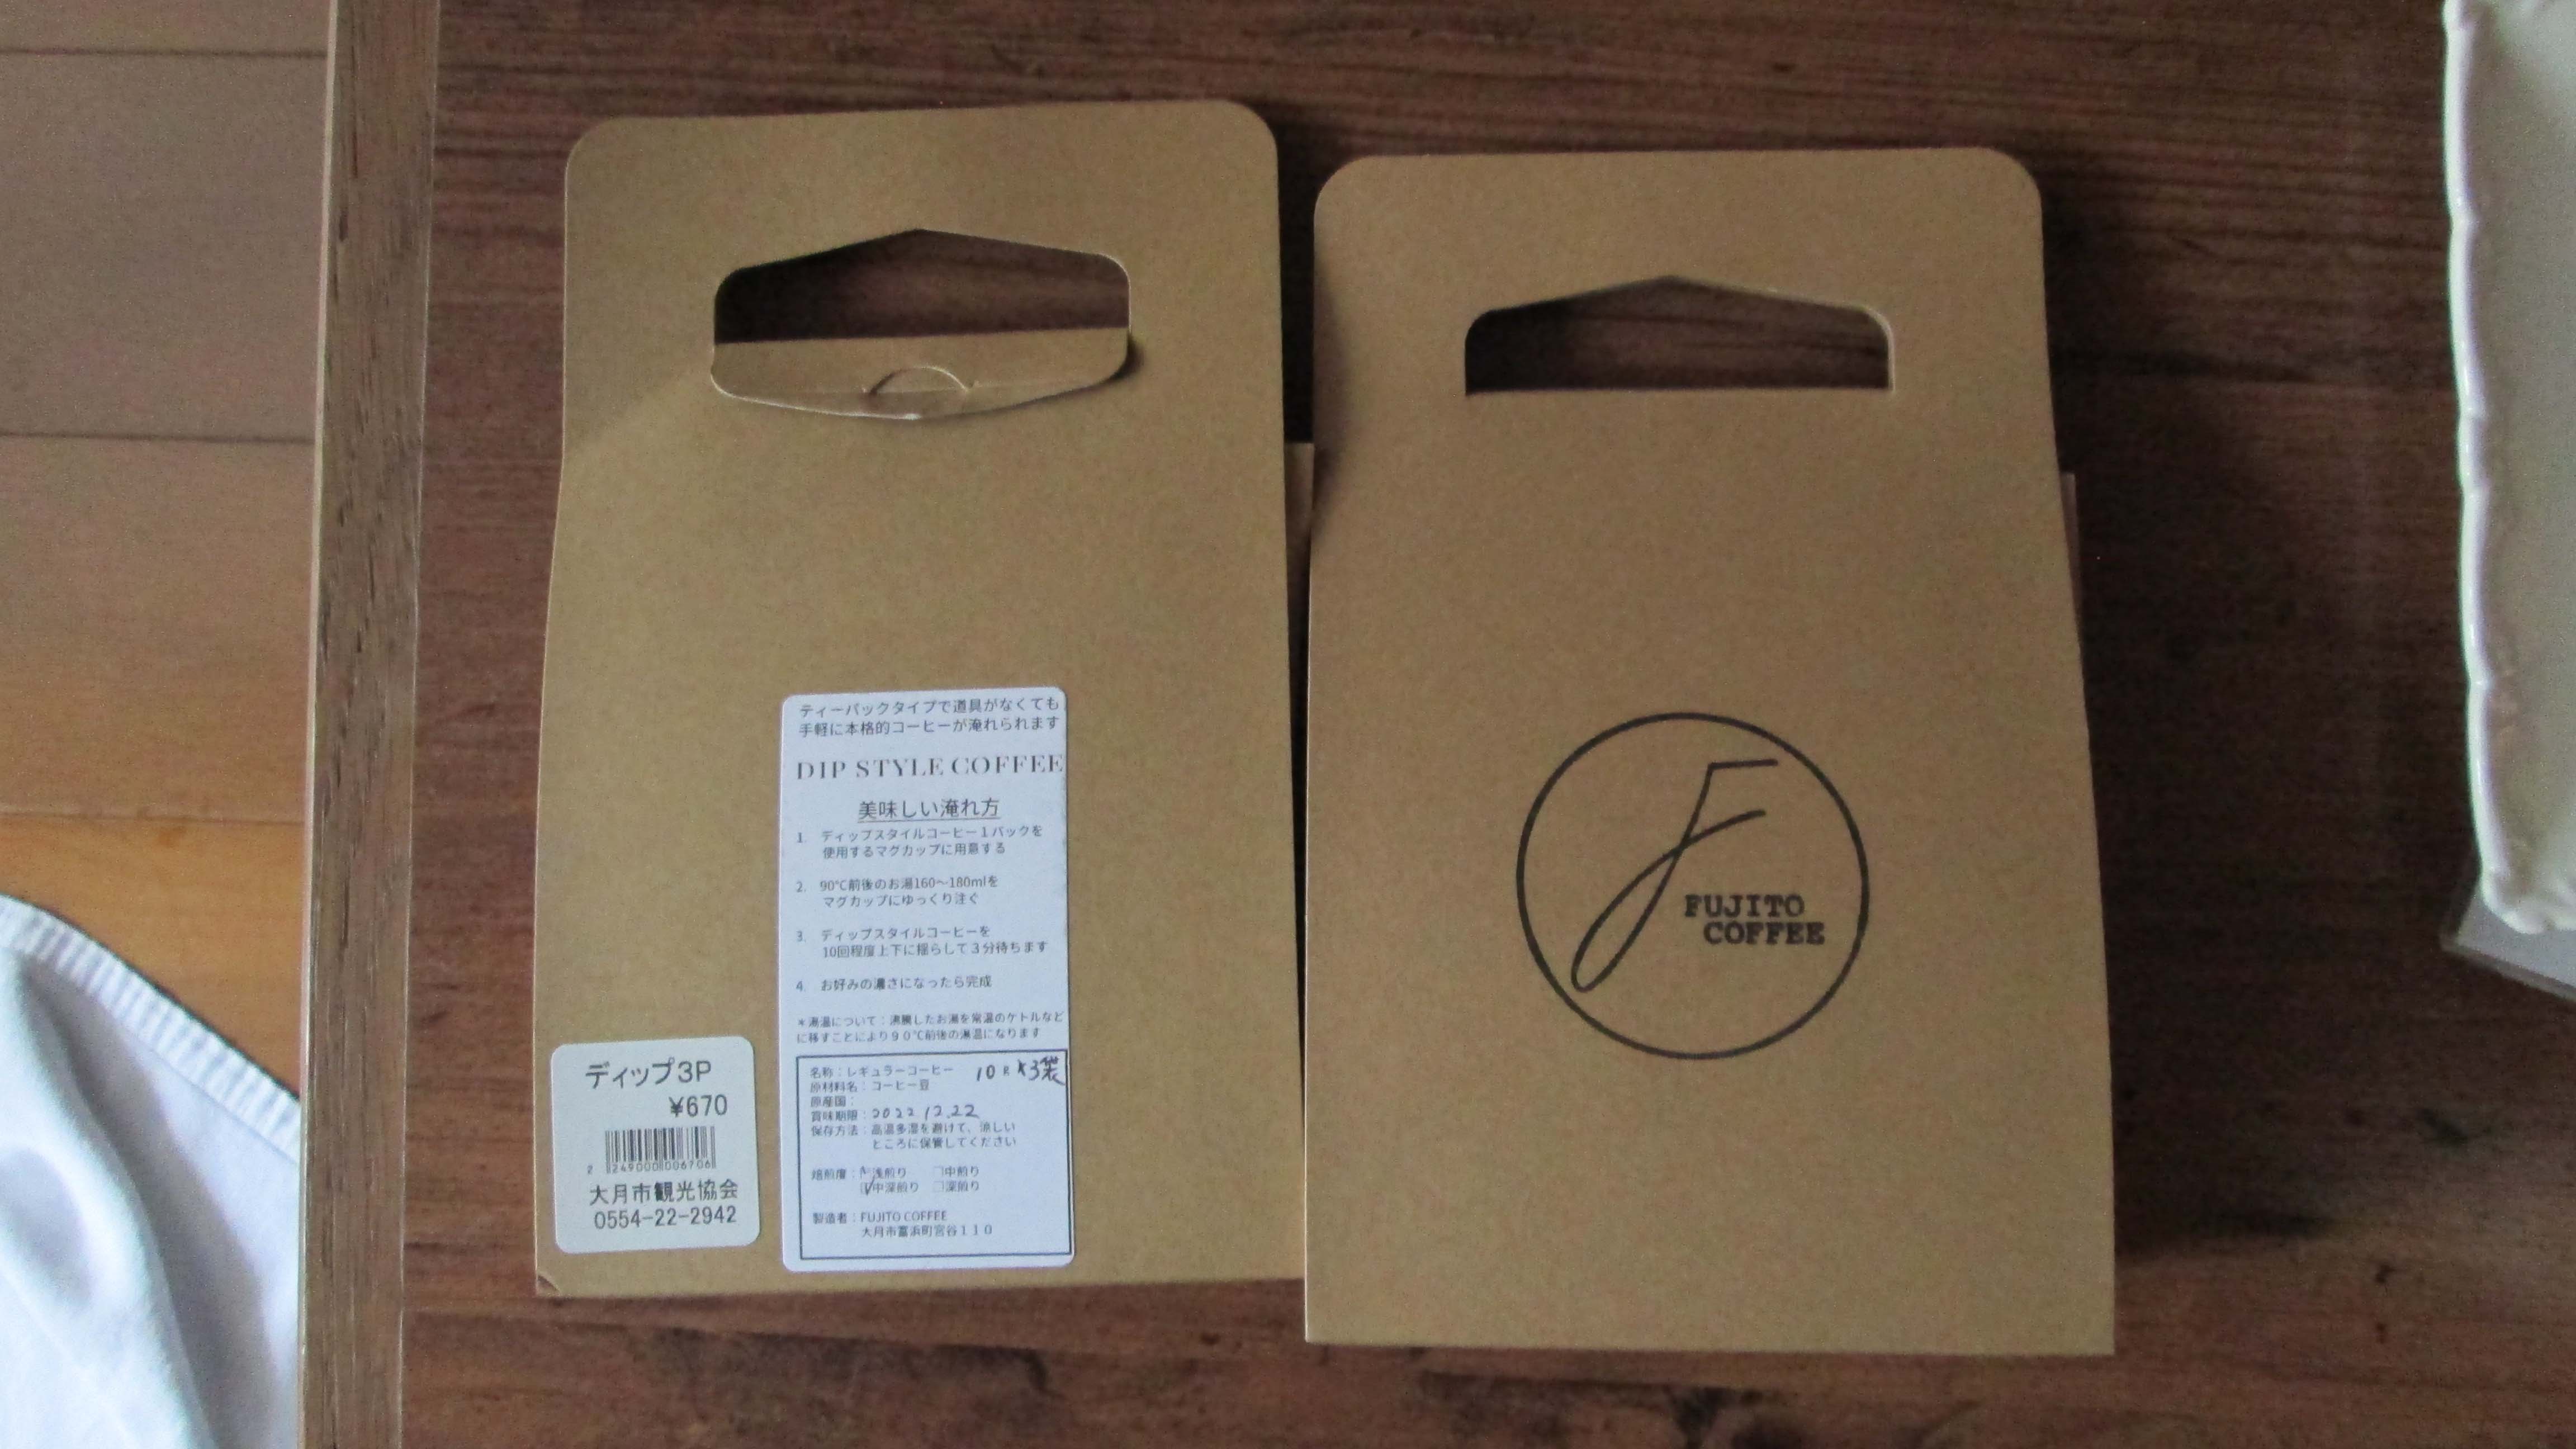 ティーバックタイプで道具がなくても
手軽に本格的コーヒーが淹れられます
DIP STYLE COFFEE
美味しい淹れ方
1. ディップスタイルコーヒー１パックを
使用するマグカップに用意する
2. 90℃前後のお湯160～180mlを
マグカップにゆっくり注ぐ
3. ディップスタイルコーヒーを
10回程度上下に揺らして３分待ちます
4. お好みの濃さになったら完成
＊湯温について：沸騰したお湯を常温のケトルなど
に移すことにより９０℃前後の湯温になります
名称：レギュラーコーヒー 10g×3袋
原材料名：コーヒー豆
原産国：
賞味期限：2022 12.22
保存方法：高温多湿を避けて、涼しい
ところに保管してください
焙煎度：□浅煎り □中煎り
☑中深煎り □深煎り
製造者：FUJITO COFFEE
大月市富浜町宮谷１１０
ディップ3P
¥670
2 249000 006706
大月市観光協会
0554-22-2942
F
FUJITO
COFFEE